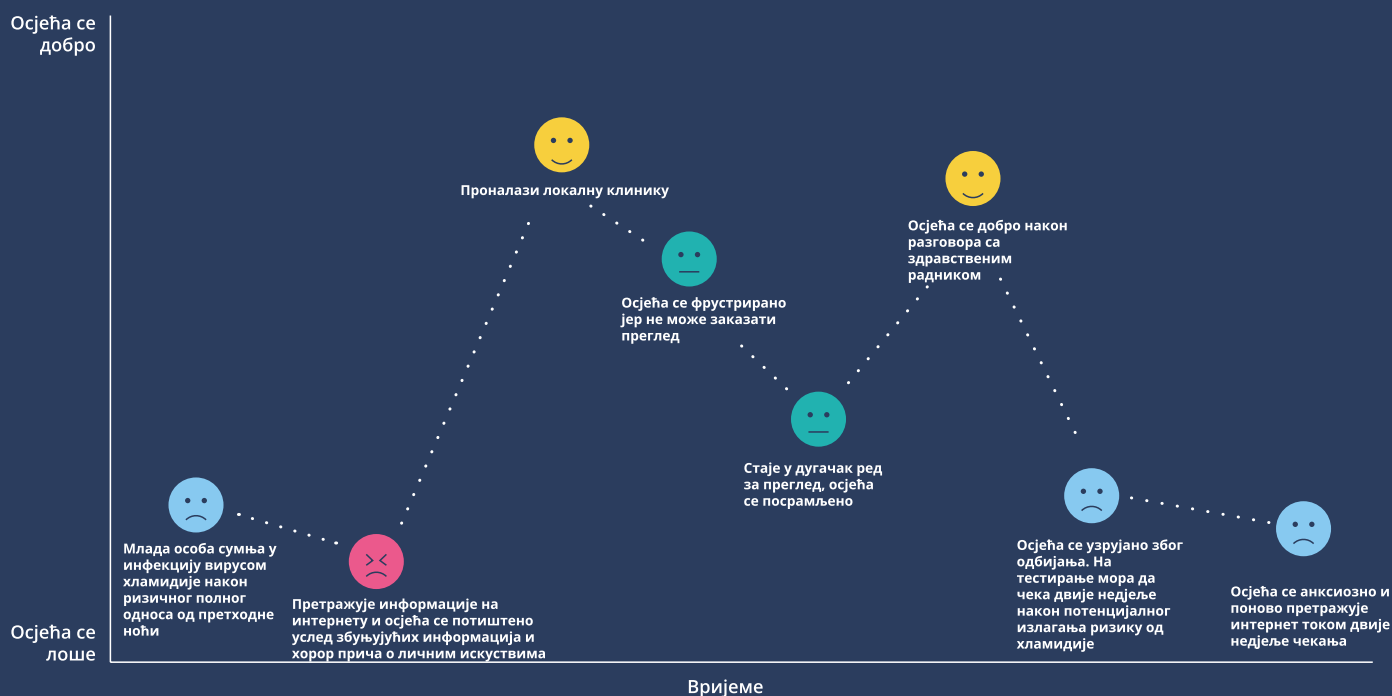 Осјећа се
добро
Проналази локалну клинику
Осјећа се добро након
разговора са
здравственим
радником
Осјећа се фрустрирано
јер не може заказати
преглед
Стаје у дугачак ред
за преглед, осјећа
се посрамљено
Млада особа сумња у
инфекцију вирусом
хламидије након
ризичног полног
односа од претходне
ноћи
Претражује информације на
интернету и осјећа се потиштено
услед збуњујућих информација и
хорор прича о личним искуствима
Осјећа се узрујано због
одбијања. На
тестирање мора да
чека двије недјеље
након потенцијалног
излагања ризику од
хламидије
Осјећа се анксиозно и
поново претражује
интернет током двије
недјеље чекања
Осјећа се
лоше
Вријеме